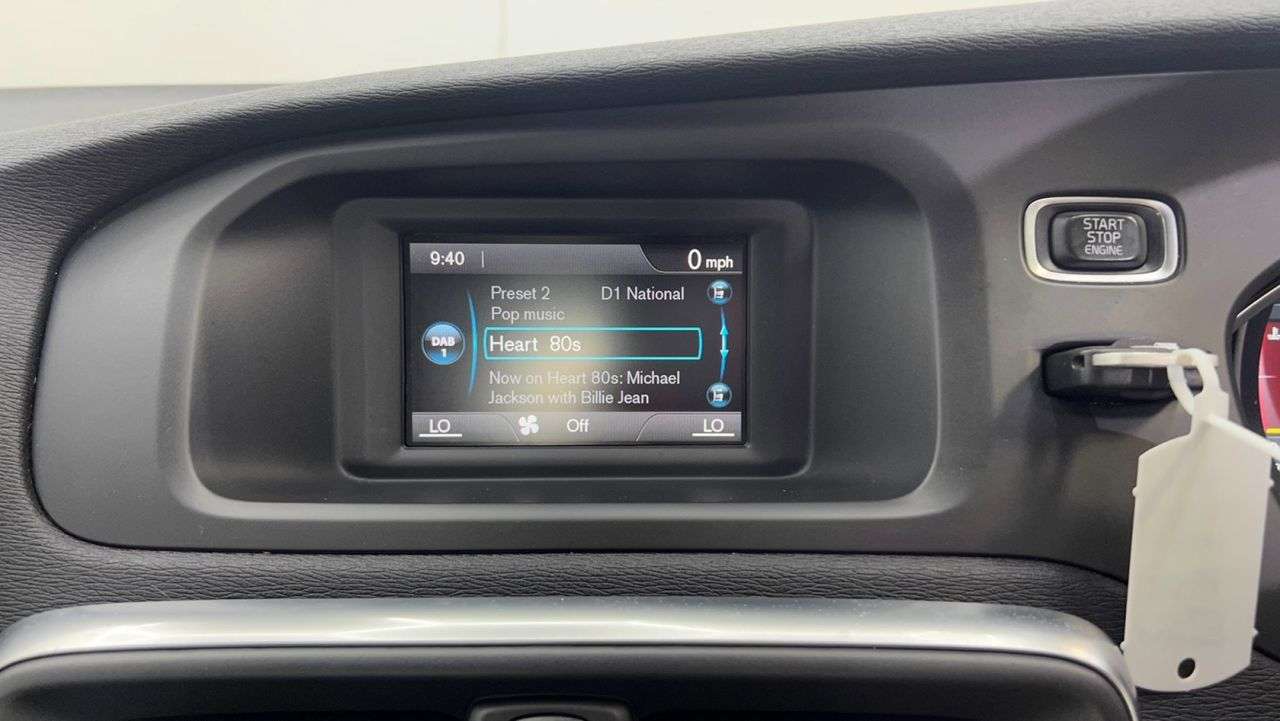 9:40
0 mph
Preset 2 D1 National
Pop music
DAB
1
Heart 80s
Now on Heart 80s: Michael
Jackson with Billie Jean
LO Off LO
START
STOP
ENGINE